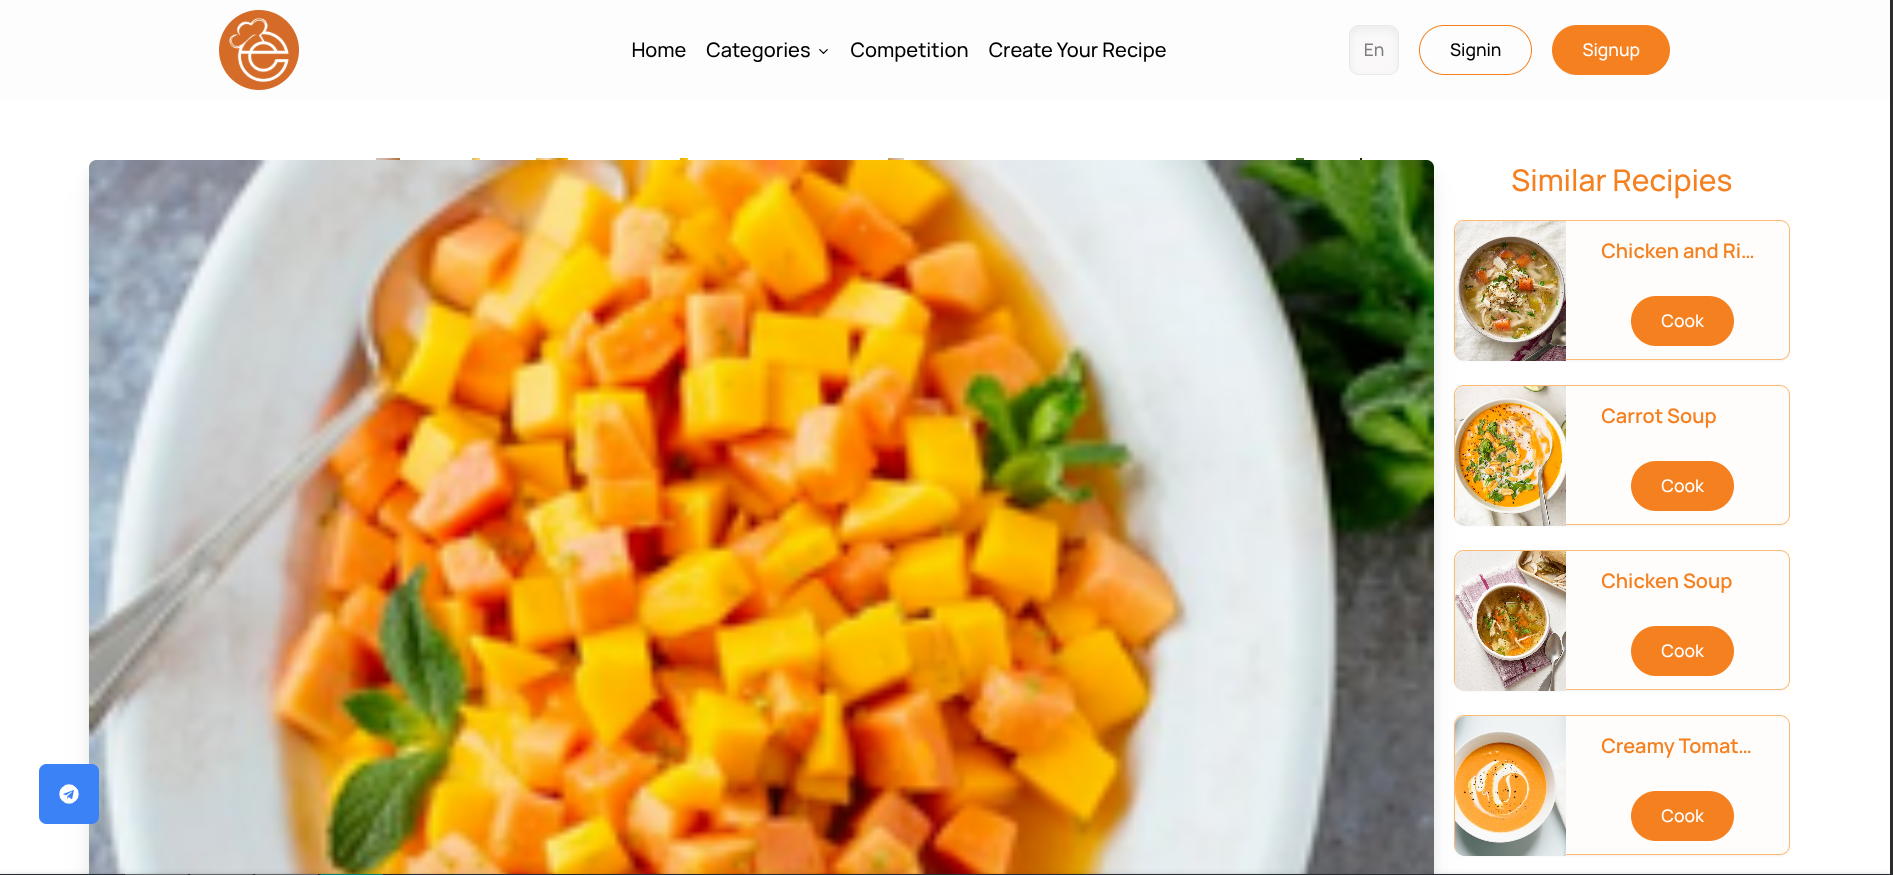 Home Categories Competition Create Your Recipe En Signin Signup
Similar Recipies
Chicken and Ri...
Cook
Carrot Soup
Cook
Chicken Soup
Cook
Creamy Tomat...
Cook